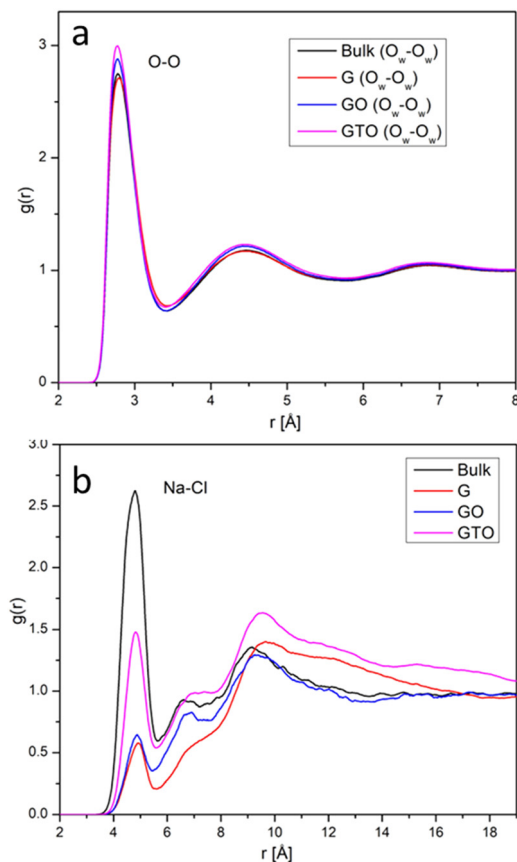 a
O-O
Bulk (Ow-Ow)
G (Ow-Ow)
GO (Ow-Ow)
GTO (Ow-Ow)
g(r)
3
2
1
0
2 3 4 5 6 7 8
r [Å]
b
Na-Cl
Bulk
G
GO
GTO
g(r)
3.0
2.5
2.0
1.5
1.0
0.5
0.0
2 4 6 8 10 12 14 16 18
r [Å]